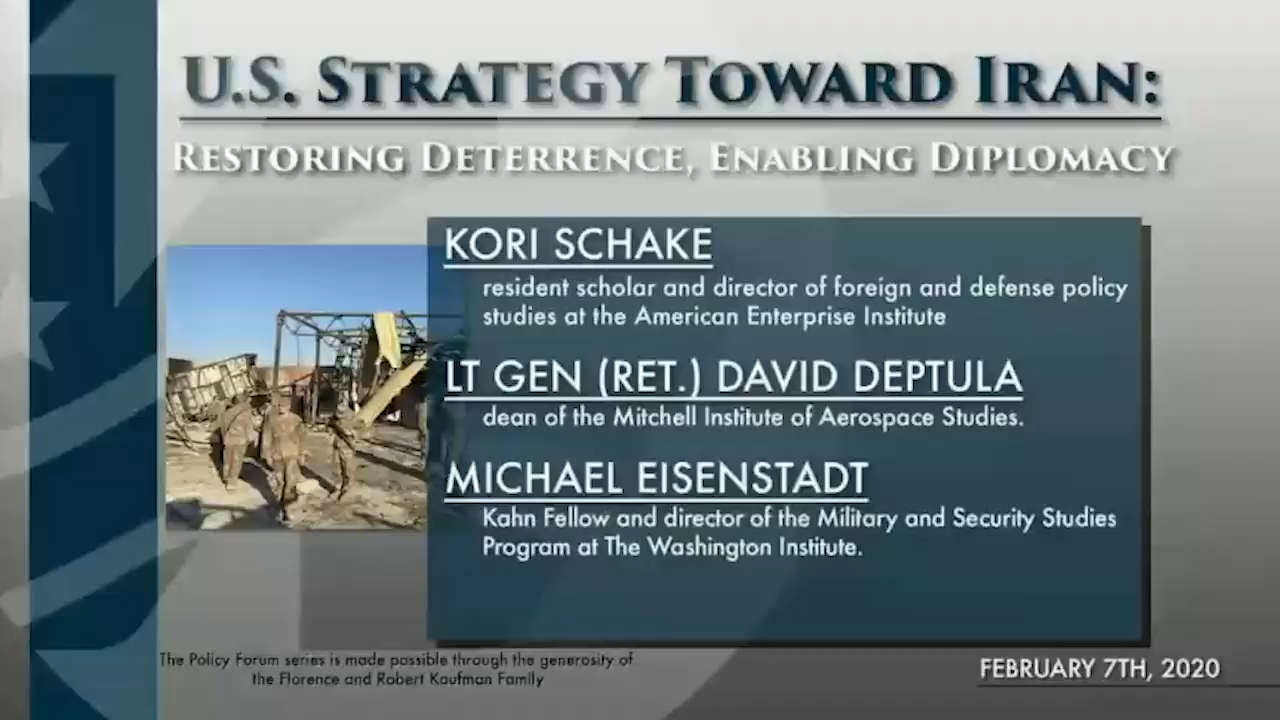 U.S. STRATEGY TOWARD IRAN:
RESTORING DETERRENCE, ENABLING DIPLOMACY
KORI SCHAKE
resident scholar and director of foreign and defense policy
studies at the American Enterprise Institute
LT GEN (RET.) DAVID DEPTULA
dean of the Mitchell Institute of Aerospace Studies.
MICHAEL EISENSTADT
Kahn Fellow and director of the Military and Security Studies
Program at The Washington Institute.
The Policy Forum series is made possible through the generosity of
the Florence and Robert Kaufman Family
FEBRUARY 7TH, 2020